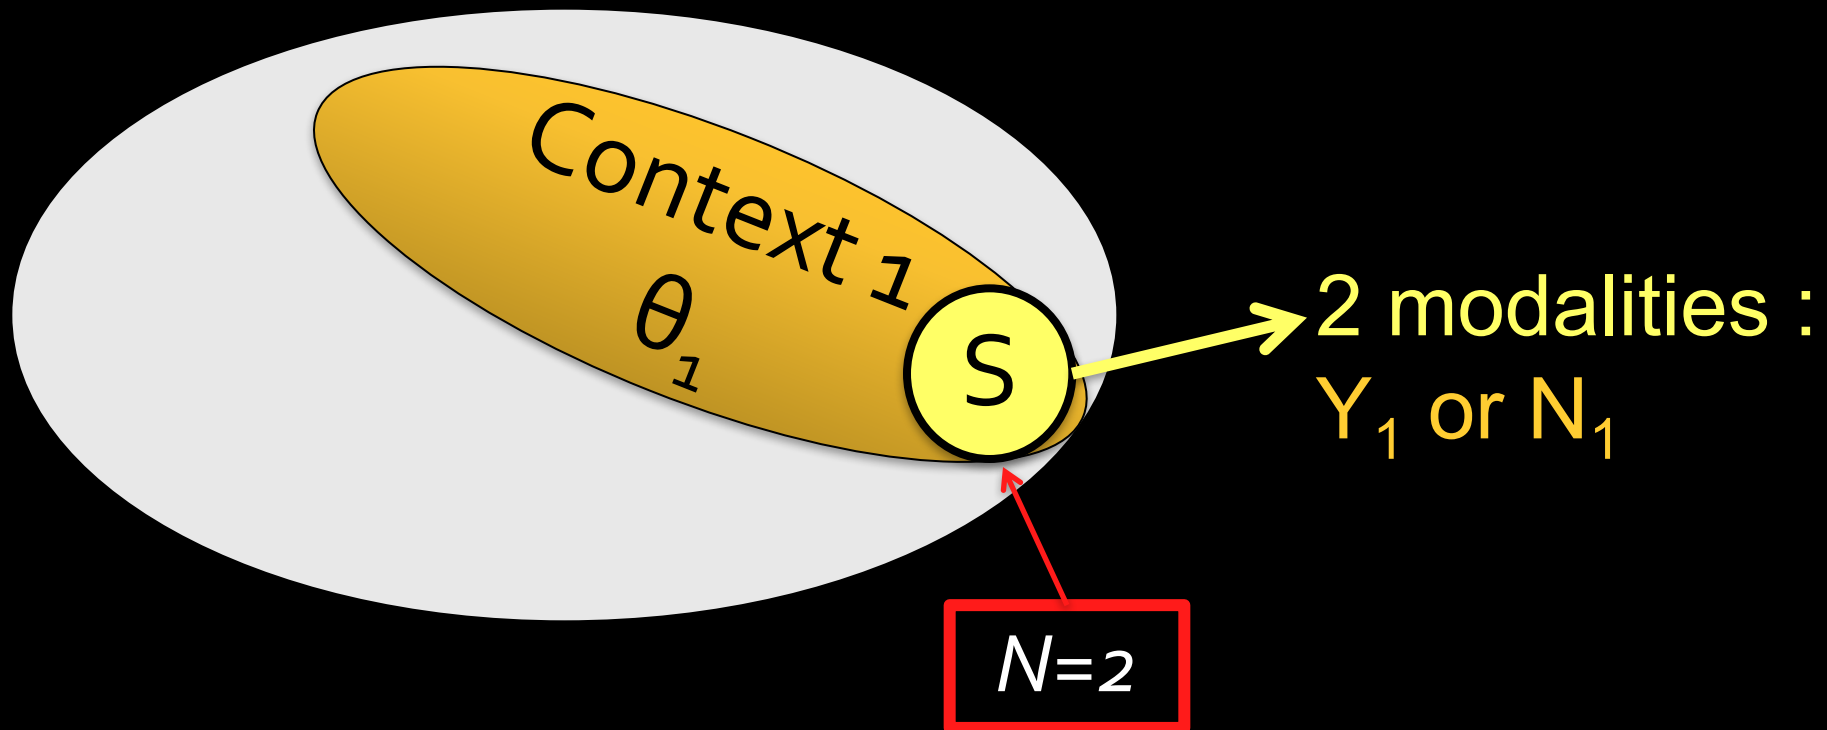 Context 1
θ₁
S
2 modalities :
Y₁ or N₁
N=2